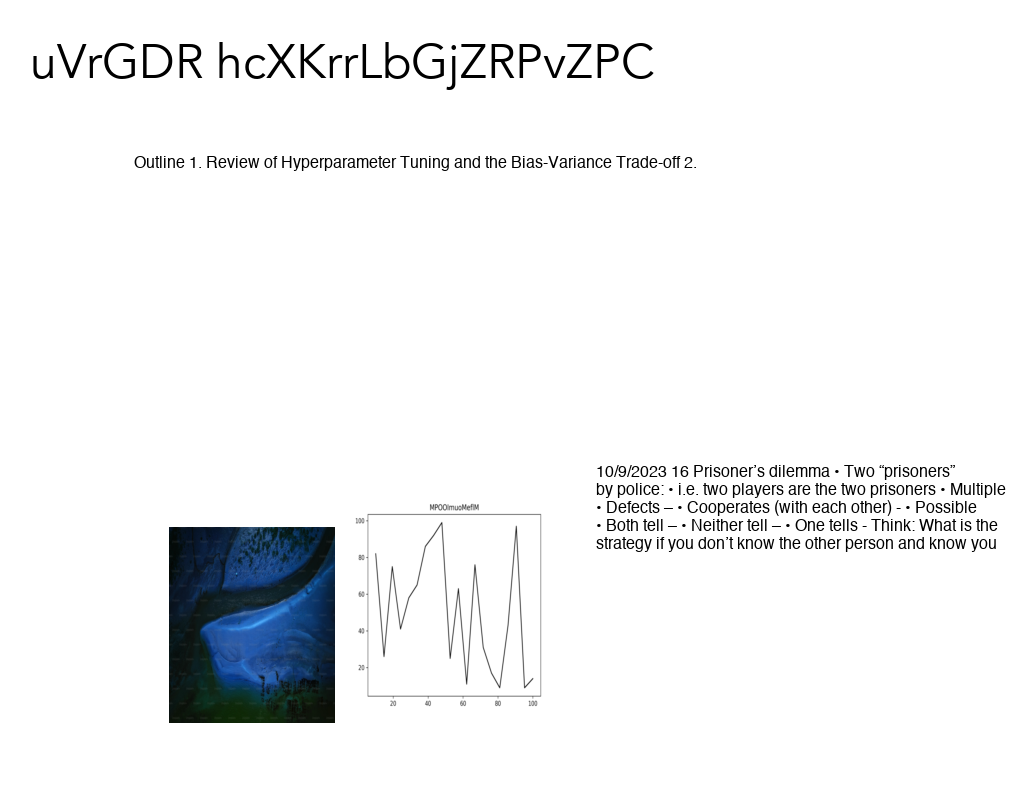 uVrGDR hcXKrrLbGjZRPvZPC
Outline 1. Review of Hyperparameter Tuning and the Bias-Variance Trade-off 2.
10/9/2023 16 Prisoner’s dilemma • Two “prisoners”
by police: • i.e. two players are the two prisoners • Multiple
• Defects – • Cooperates (with each other) - • Possible
• Both tell – • Neither tell – • One tells - Think: What is the
strategy if you don’t know the other person and know you
100
80
60
40
20
20 40 60 80 100